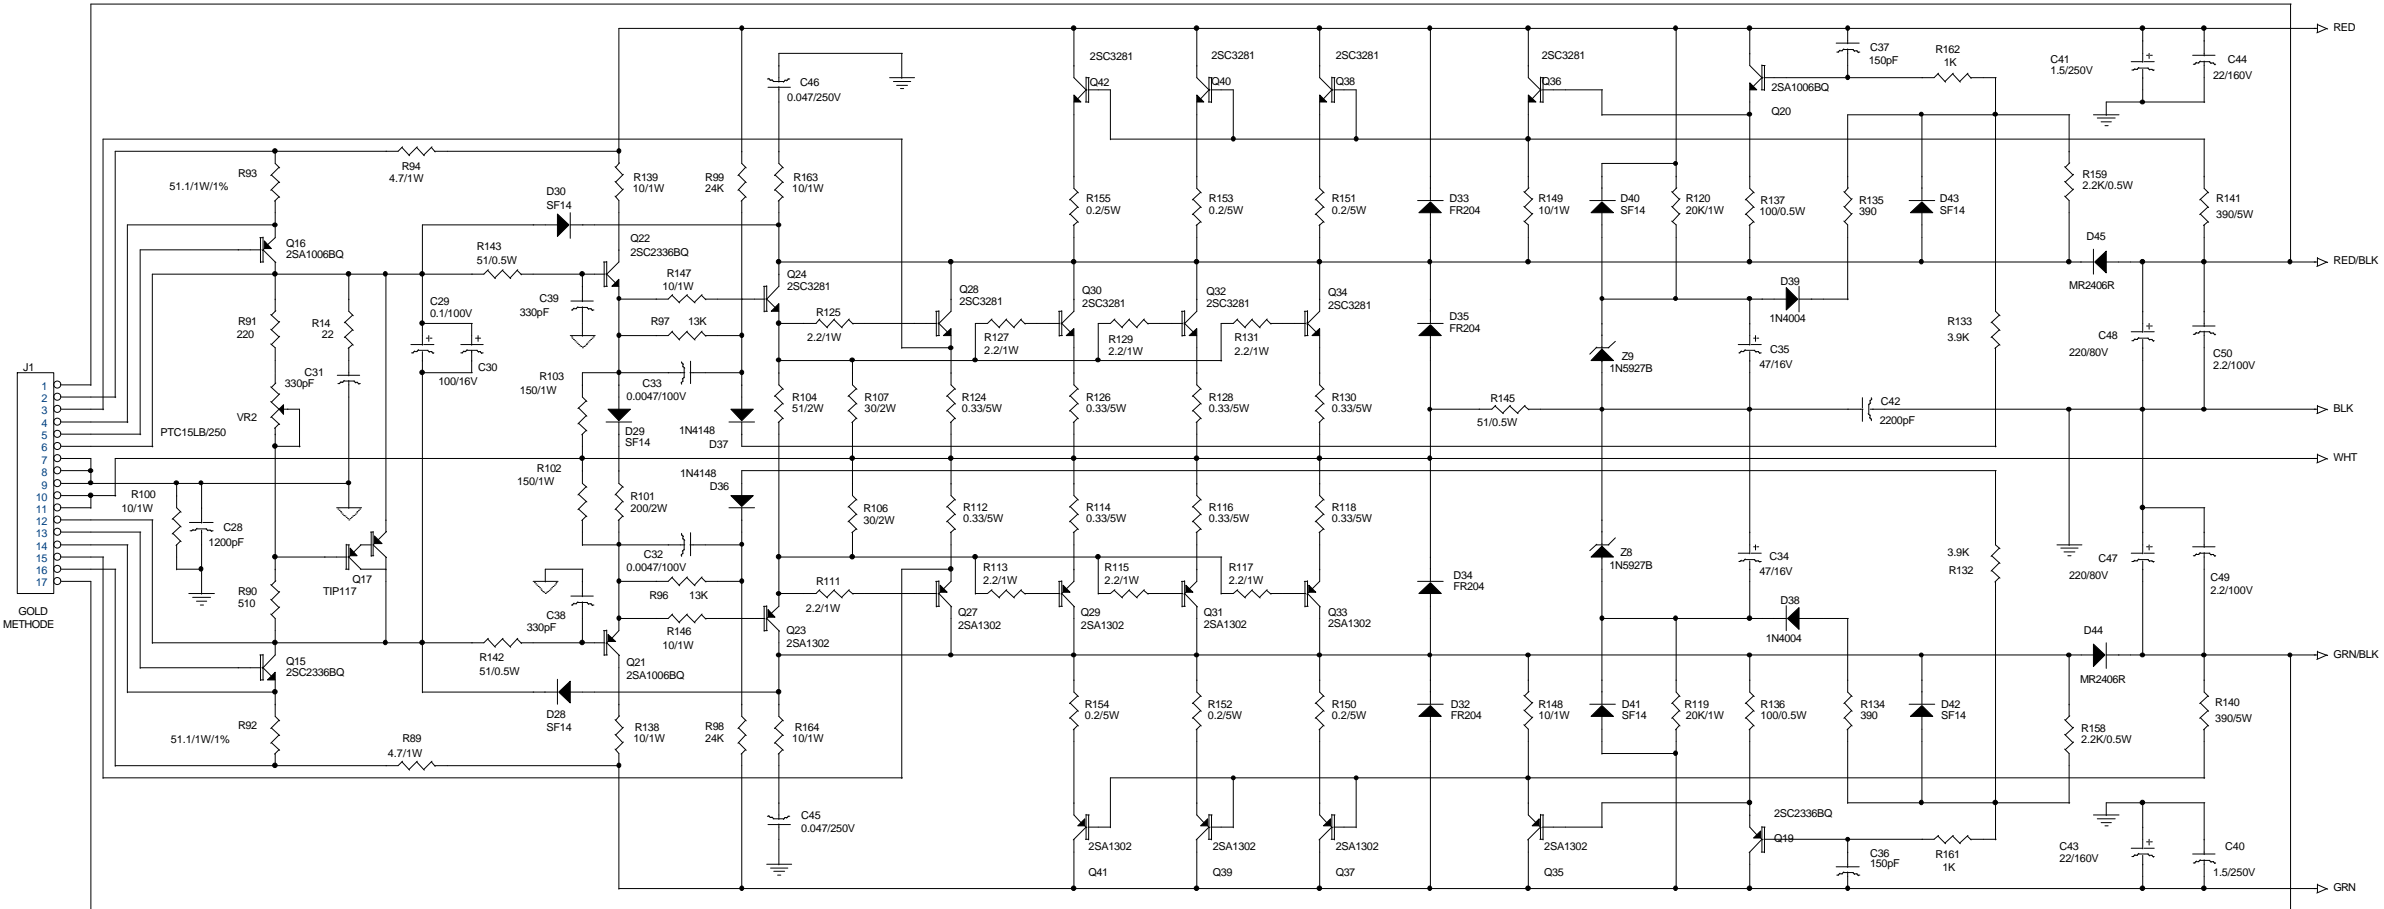 RED
2SC3281
2SC3281
2SC3281
2SC3281
C37
150pF
R162
1K
C41
1.5/250V
+
C44
22/160V
C46
0.047/250V
Q42
Q40
Q38
Q36
2SA1006BQ
Q20
R93
51.1/1W/1%
R94
4.7/1W
R139
10/1W
R99
24K
R163
10/1W
D30
SF14
R155
0.2/5W
R153
0.2/5W
R151
0.2/5W
D33
FR204
R149
10/1W
D40
SF14
R120
20K/1W
R137
100/0.5W
R135
390
D43
SF14
R159
2.2K/0.5W
R141
390/5W
Q16
2SA1006BQ
R143
51/0.5W
Q22
2SC2336BQ
R147
10/1W
Q24
2SC3281
Q28
2SC3281
Q30
2SC3281
Q32
2SC3281
Q34
2SC3281
D45
MR2406R
RED/BLK
D39
1N4004
C29
0.1/100V
+
+
C30
100/16V
C39
330pF
R97 13K
R125
2.2/1W
R127
2.2/1W
R129
2.2/1W
R131
2.2/1W
D35
FR204
Z9
1N5927B
+
C35
47/16V
R133
3.9K
C48
220/80V
+
C50
2.2/100V
R91
220
R14
22
C31
330pF
VR2
PTC15LB/250
R103
150/1W
C33
0.0047/100V
D29
SF14
1N4148
D37
R104
51/2W
R107
30/2W
R124
0.33/5W
R126
0.33/5W
R128
0.33/5W
R130
0.33/5W
R145
51/0.5W
C42
2200pF
BLK
WHT
J1
1
2
3
4
5
6
7
8
9
10
11
12
13
14
15
16
17
GOLD
METHODE
R100
10/1W
C28
1200pF
R102
150/1W
R101
200/2W
1N4148
D36
R106
30/2W
R112
0.33/5W
R114
0.33/5W
R116
0.33/5W
R118
0.33/5W
Q17
TIP117
R90
510
C32
0.0047/100V
R96 13K
C38
330pF
R111
2.2/1W
R113
2.2/1W
R115
2.2/1W
R117
2.2/1W
D34
FR204
Z8
1N5927B
+
C34
47/16V
3.9K
R132
C47
220/80V
+
C49
2.2/100V
D38
1N4004
Q15
2SC2336BQ
R142
51/0.5W
Q21
2SA1006BQ
R146
10/1W
Q23
2SA1302
Q27
2SA1302
Q29
2SA1302
Q31
2SA1302
Q33
2SA1302
D44
MR2406R
GRN/BLK
D28
SF14
R92
51.1/1W/1%
R89
4.7/1W
R138
10/1W
R98
24K
R164
10/1W
R154
0.2/5W
R152
0.2/5W
R150
0.2/5W
D32
FR204
R148
10/1W
D41
SF14
R119
20K/1W
R136
100/0.5W
R134
390
D42
SF14
R158
2.2K/0.5W
R140
390/5W
C45
0.047/250V
2SA1302
Q41
2SA1302
Q39
2SA1302
Q37
2SA1302
Q35
2SC2336BQ
Q19
C36
150pF
R161
1K
C43
22/160V
+
C40
1.5/250V
GRN